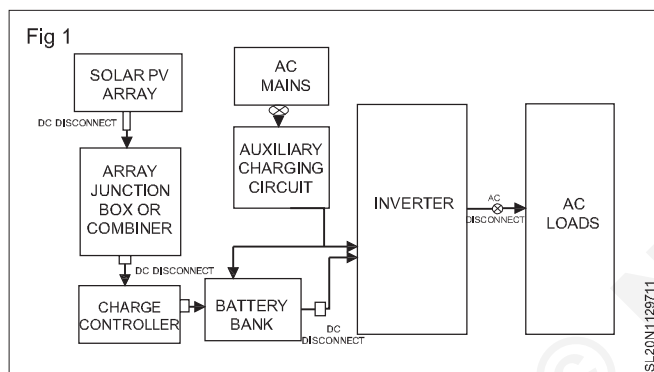 Fig 1
SOLAR PV
ARRAY
DC DISCONNECT
ARRAY
JUNCTION
BOX OR
COMBINER
DC DISCONNECT
CHARGE
CONTROLLER
AC
MAINS
AUXILIARY
CHARGING
CIRCUIT
BATTERY
BANK
DC
DISCONNECT
INVERTER
AC
DISCONNECT
AC
LOADS
SL20N1129711